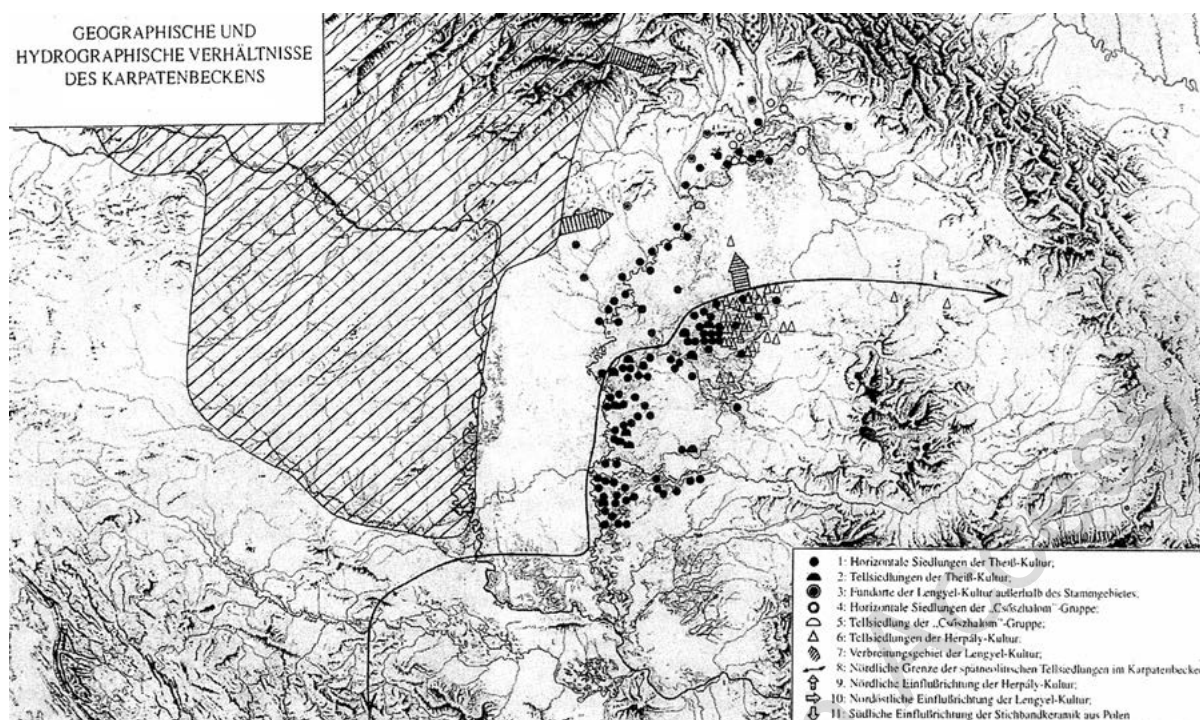 GEOGRAPHISCHE UND
HYDROGRAPHISCHE VERHÄLTNISSE
DES KARPATENBECKENS
1: Horizontale Siedlungen der Theiß-Kultur;
2: Tellsiedlungen der Theiß-Kultur;
3: Fundorte der Lengyel-Kultur außerhalb des Stammgebietes;
4: Horizontale Siedlungen der „Csőszhalom"-Gruppe;
5: Tellsiedlung der „Csőszhalom"-Gruppe;
6: Tellsiedlungen der Herpály-Kultur;
7: Verbreitungsgebiet der Lengyel-Kultur;
8: Nördliche Grenze der spätneolitischen Tellsiedlungen im Karpatenbecken
9: Nördliche Einflußrichtung der Herpály-Kultur;
10: Nordöstliche Einflußrichtung der Lengyel-Kultur;
11: Südliche Einflußrichtung der Stichbandkeramik aus Polen